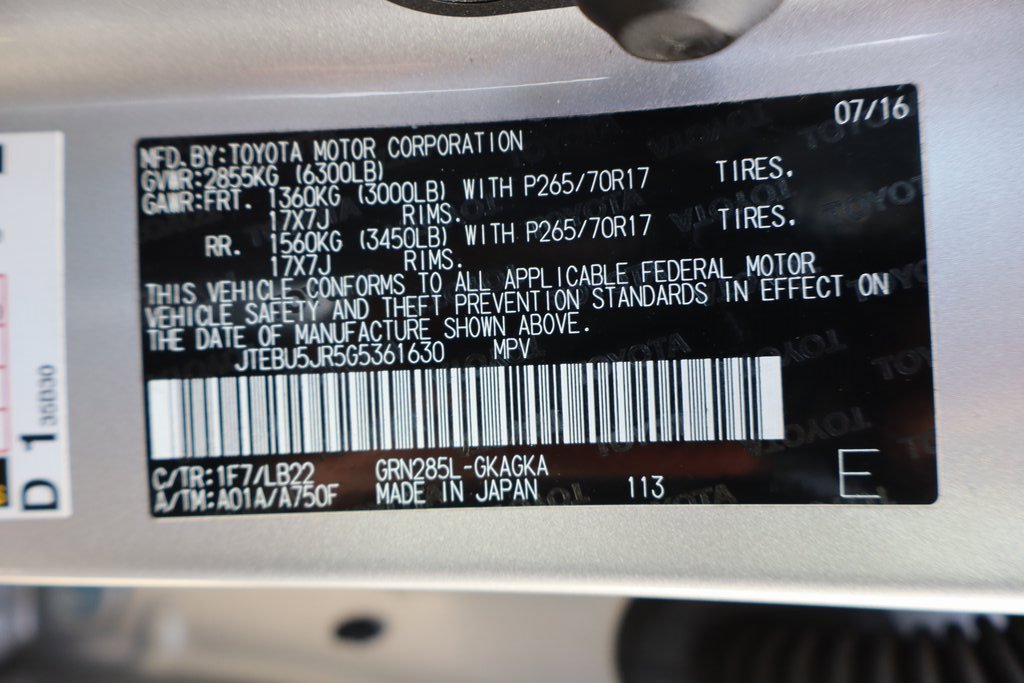 07/16
MFD.BY:TOYOTA MOTOR CORPORATION
GVWR:2855KG (6300LB)
GAWR:FRT. 1360KG (3000LB) WITH P265/70R17 TIRES.
17X7J RIMS.
RR. 1560KG (3450LB) WITH P265/70R17 TIRES.
17X7J RIMS.
THIS VEHICLE CONFORMS TO ALL APPLICABLE FEDERAL MOTOR
VEHICLE SAFETY AND THEFT PREVENTION STANDARDS IN EFFECT ON
THE DATE OF MANUFACTURE SHOWN ABOVE.
JTEBU5JR5G5361630 MPV
C/TR:1F7/LB22 GRN285L-GKAGKA
A/TM:A01A/A750F MADE IN JAPAN 113 E
D 1 35B30